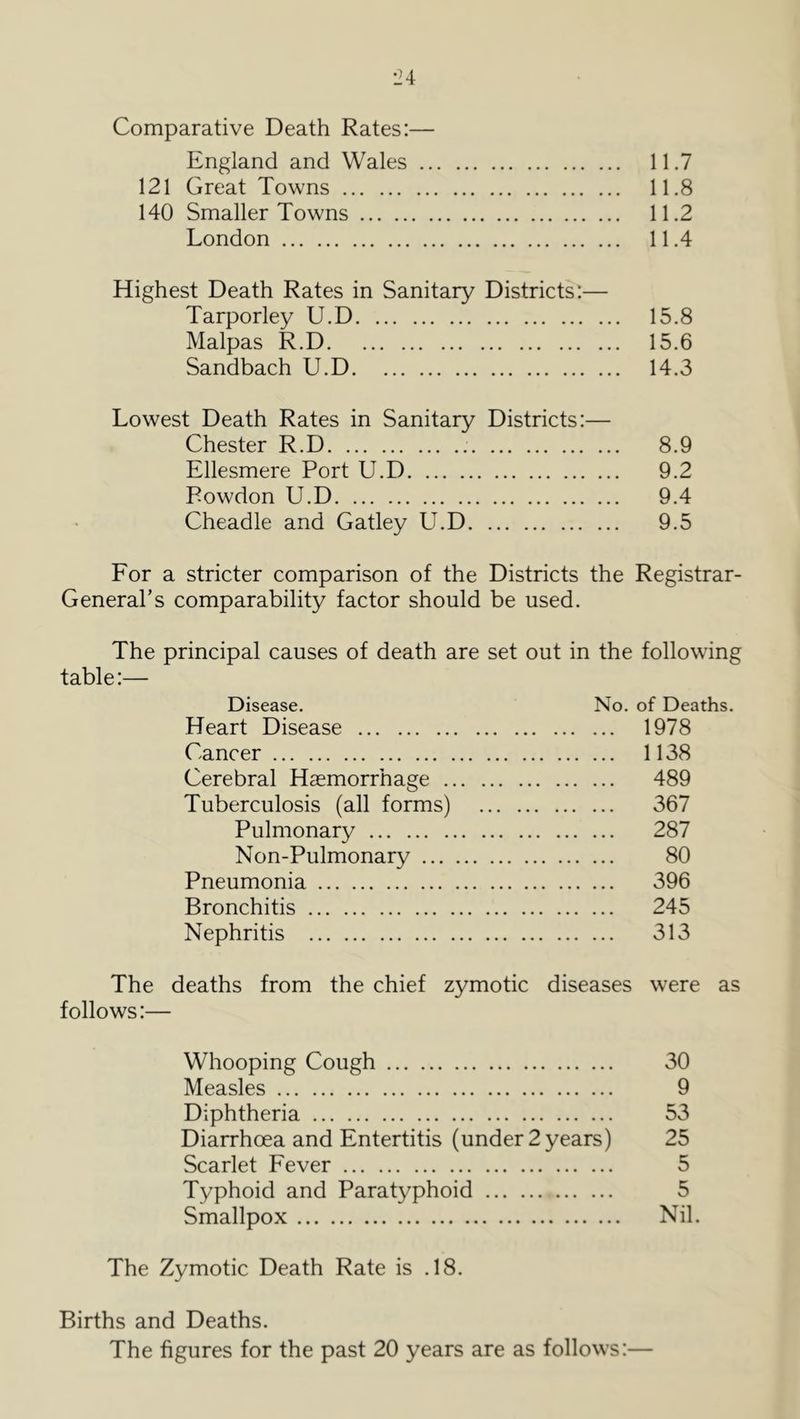 24
Comparative Death Rates:—
England and Wales ... ... ... ... ... ... ... 11.7
121 Great Towns ... ... ... ... ... ... ... ... ... 11.8
140 Smaller Towns ... ... ... ... ... ... ... ... 11.2
London ... ... ... ... ... ... ... ... ... ... ... 11.4
Highest Death Rates in Sanitary Districts:—
Tarporley U.D. ... ... ... ... ... ... ... ... 15.8
Malpas R.D. ... ... ... ... ... ... ... ... ... 15.6
Sandbach U.D. ... ... ... ... ... ... ... ... 14.3
Lowest Death Rates in Sanitary Districts:—
Chester R.D. ... ... ... ... ... ... ... ... ... 8.9
Ellesmere Port U.D. ... ... ... ... ... ... ... 9.2
Bowdon U.D. ... ... ... ... ... ... ... ... ... 9.4
Cheadle and Gatley U.D. ... ... ... ... ... 9.5
For a stricter comparison of the Districts the Registrar-
General's comparability factor should be used.
The principal causes of death are set out in the following
table:—
Disease. No. of Deaths.
Heart Disease ... ... ... ... ... ... ... ... 1978
Cancer ... ... ... ... ... ... ... ... ... ... ... 1138
Cerebral Hæmorrhage ... ... ... ... ... ... 489
Tuberculosis (all forms) ... ... ... ... ... 367
Pulmonary ... ... ... ... ... ... ... ... 287
Non-Pulmonary ... ... ... ... ... ... ... 80
Pneumonia ... ... ... ... ... ... ... ... ... 396
Bronchitis ... ... ... ... ... ... ... ... ... ... 245
Nephritis ... ... ... ... ... ... ... ... ... ... 313
The deaths from the chief zymotic diseases were as
follows:—
Whooping Cough ... ... ... ... ... ... ... 30
Measles ... ... ... ... ... ... ... ... ... ... ... 9
Diphtheria ... ... ... ... ... ... ... ... ... ... 53
Diarrhœa and Entertitis (under 2 years) 25
Scarlet Fever ... ... ... ... ... ... ... ... ... 5
Typhoid and Paratyphoid ... ... ... ... ... 5
Smallpox ... ... ... ... ... ... ... ... ... ... ... Nil.
The Zymotic Death Rate is .18.
Births and Deaths.
The figures for the past 20 years are as follows:—